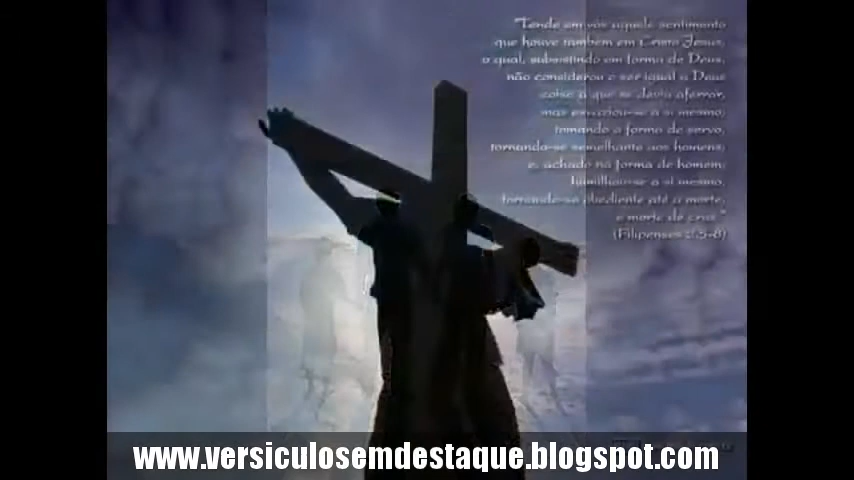 "Tende em vós aquele sentimento
que houve também em Cristo Jesus,
o qual, subsistindo em forma de Deus,
não considerou o ser igual a Deus
coisa a que se devia aferrar,
mas esvaziou-se a si mesmo,
tomando a forma de servo,
tornando-se semelhante aos homens;
e, achado na forma de homem,
humilhou-se a si mesmo,
tornando-se obediente até a morte,
e morte de cruz."
(Filipenses 2:5-8)
www.versiculosemdestaque.blogspot.com